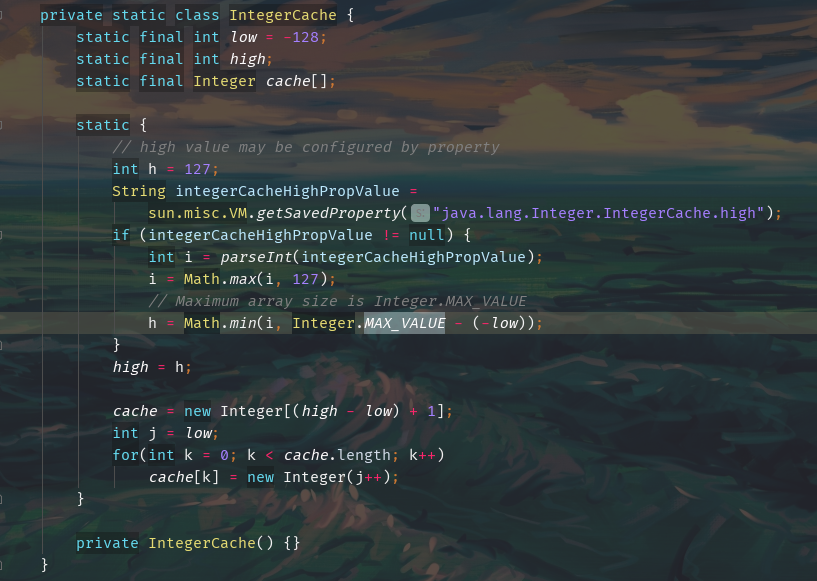 private static class IntegerCache {
static final int low = -128;
static final int high;
static final Integer cache[];
static {
// high value may be configured by property
int h = 127;
String integerCacheHighPropValue =
sun.misc.VM.getSavedProperty( s: "java.lang.Integer.IntegerCache.high");
if (integerCacheHighPropValue != null) {
int i = parseInt(integerCacheHighPropValue);
i = Math.max(i, 127);
// Maximum array size is Integer.MAX_VALUE
h = Math.min(i, Integer.MAX_VALUE - (-low));
}
high = h;
cache = new Integer[(high - low) + 1];
int j = low;
for(int k = 0; k < cache.length; k++)
cache[k] = new Integer(j++);
}
private IntegerCache() {}
}